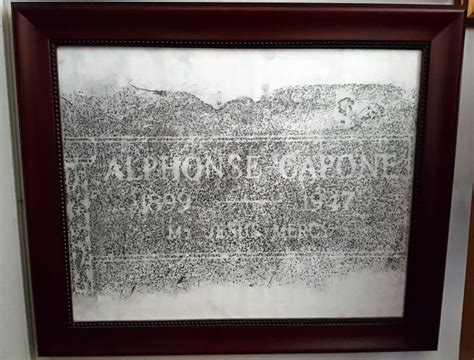 ALPHONSE CAPONE
1899 — 1947
MY JESUS MERCY